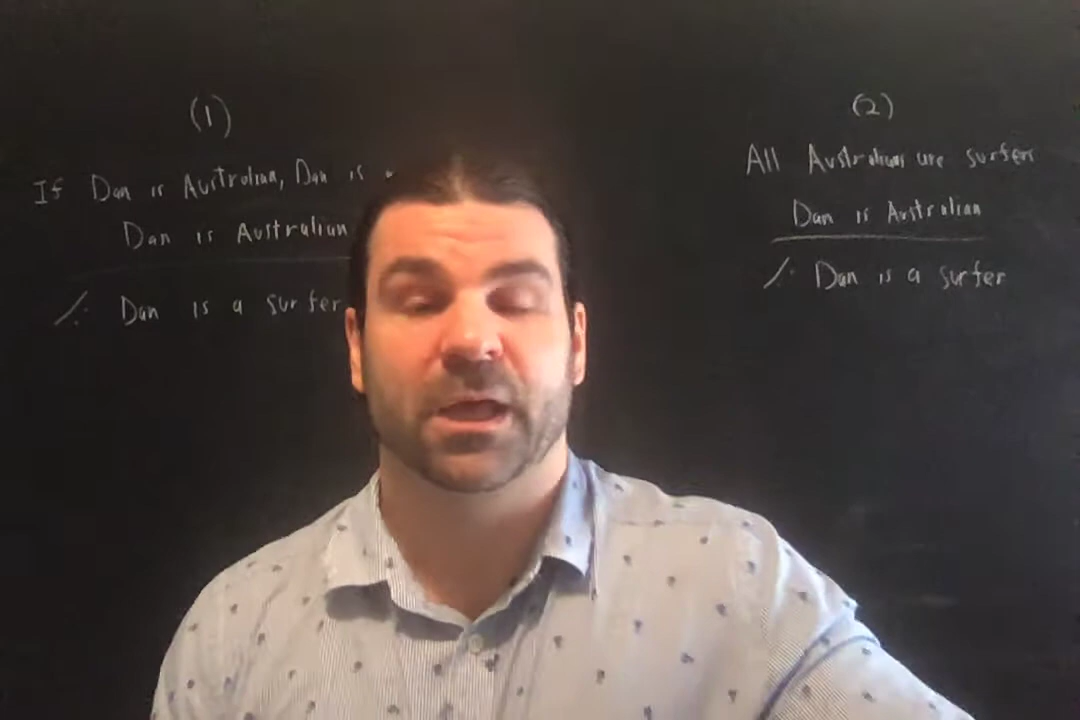 (1)
If Dan is Australian, Dan is
Dan is Australian
/∴ Dan is a surfer
(2)
All Australians are surfers
Dan is Australian
/∴ Dan is a surfer